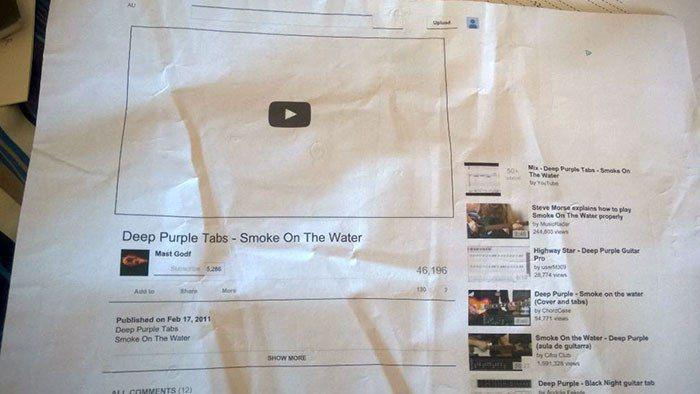 AU
Upload
Deep Purple Tabs - Smoke On The Water
Mast Godf
Subscribe 5,286
46,196
Add to Share More
130
Published on Feb 17, 2011
Deep Purple Tabs
Smoke On The Water
SHOW MORE
ALL COMMENTS (12)
50+
Mix - Deep Purple Tabs - Smoke On
The Water
by YouTube
Steve Morse explains how to play
Smoke On The Water properly
by MusicRadar
244,805 views
Highway Star - Deep Purple Guitar
Pro
28,774 views
Deep Purple - Smoke on the water
(Cover and tabs)
by ChordCase
54,771 views
Smoke On the Water - Deep Purple
(aula de guitarra)
by Cifra Club
1,591,328 views
Deep Purple - Black Night guitar tab